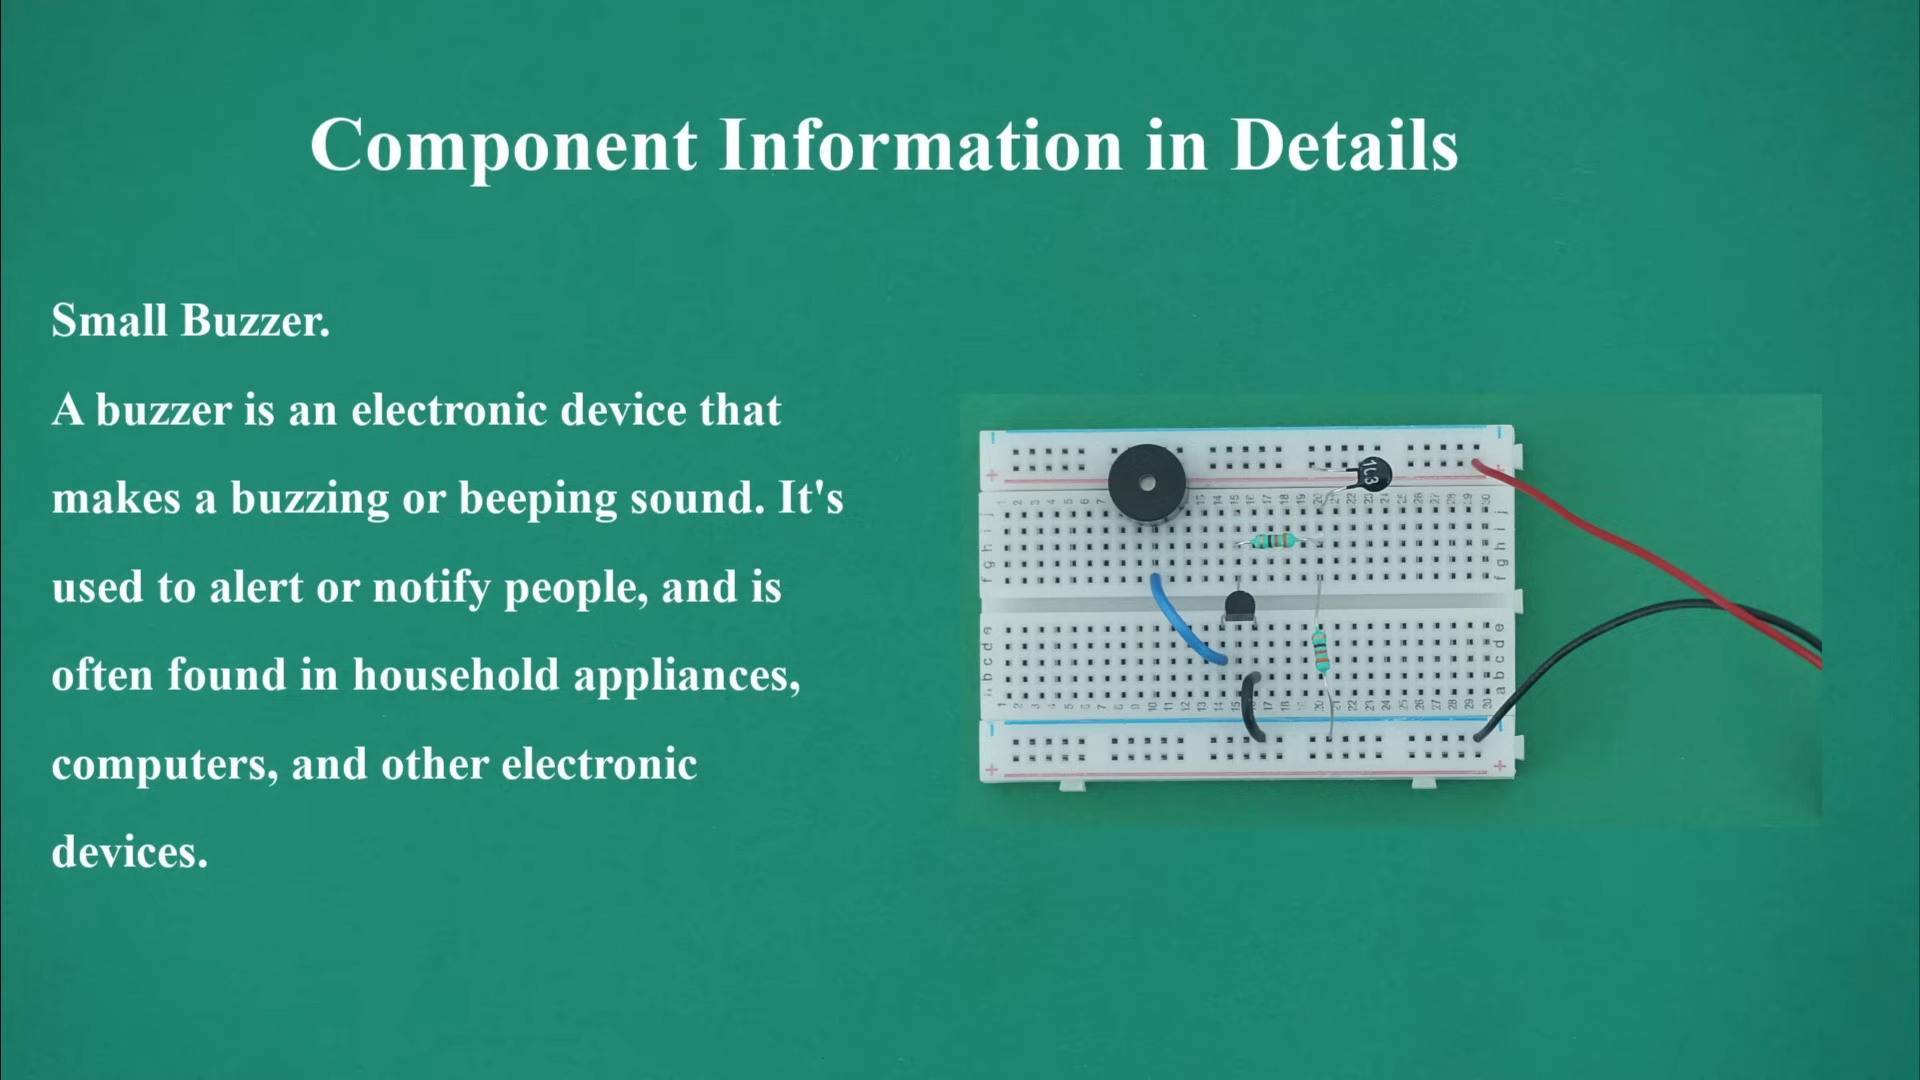 Component Information in Details
Small Buzzer.
A buzzer is an electronic device that
makes a buzzing or beeping sound. It's
used to alert or notify people, and is
often found in household appliances,
computers, and other electronic
devices.